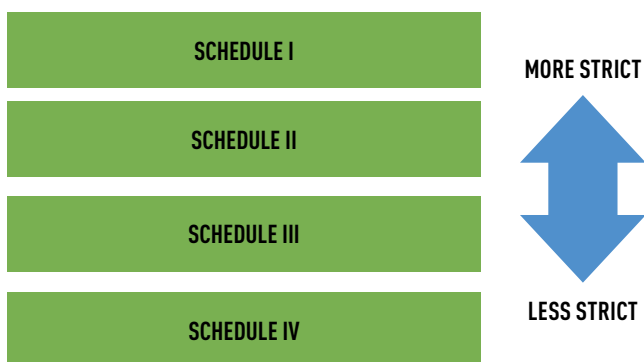 SCHEDULE I
MORE STRICT
SCHEDULE II
SCHEDULE III
LESS STRICT
SCHEDULE IV